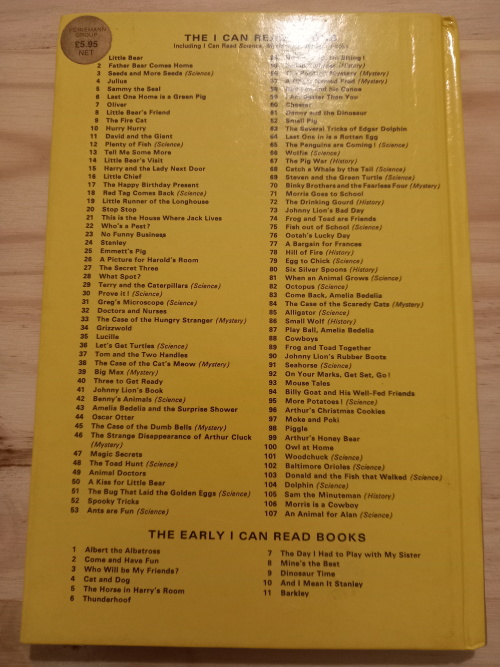 HEINEMANN
GROUP
£5.95
NET
THE I CAN READ
Including I Can Read Science,
Little Bear
2 Father Bear Comes Home
3 Seeds and More Seeds (Science)
4 Julius
5 Sammy the Seal
6 Last One Home is a Green Pig
7 Oliver
8 Little Bear's Friend
9 The Fire Cat
10 Hurry Hurry
11 David and the Giant
12 Plenty of Fish (Science)
13 Tell Me Some More
14 Little Bear's Visit
15 Harry and the Lady Next Door
16 Little Chief
17 The Happy Birthday Present
18 Red Tag Comes Back (Science)
19 Little Runner of the Longhouse
20 Stop Stop
21 This is the House Where Jack Lives
22 Who's a Pest?
23 No Funny Business
24 Stanley
25 Emmett's Pig
26 A Picture for Harold's Room
27 The Secret Three
28 What Spot?
29 Terry and the Caterpillars (Science)
30 Prove it! (Science)
31 Greg's Microscope (Science)
32 Doctors and Nurses
33 The Case of the Hungry Stranger (Mystery)
34 Grizzwold
35 Lucille
36 Let's Get Turtles (Science)
37 Tom and the Two Handles
38 The Case of the Cat's Meow (Mystery)
39 Big Max (Mystery)
40 Three to Get Ready
41 Johnny Lion's Book
42 Benny's Animals (Science)
43 Amelia Bedelia and the Surprise Shower
44 Oscar Otter
45 The Case of the Dumb Bells (Mystery)
46 The Strange Disappearance of Arthur Cluck
(Mystery)
47 Magic Secrets
48 The Toad Hunt (Science)
49 Animal Doctors
50 A Kiss for Little Bear
51 The Bug That Laid the Golden Eggs (Science)
52 Spooky Tricks
53 Ants are Fun (Science)
(History)
(Mystery)
Named Fred (Mystery)
and his Canoe
Than You
60 Chester
61 Danny and the Dinosaur
62 Small Pig
63 The Several Tricks of Edgar Dolphin
64 Last One in is a Rotten Egg
65 The Penguins are Coming! (Science)
66 Wolfie (Science)
67 The Pig War (History)
68 Catch a Whale by the Tail (Science)
69 Steven and the Green Turtle (Science)
70 Binky Brothers and the Fearless Four (Mystery)
71 Morris Goes to School
72 The Drinking Gourd (History)
73 Johnny Lion's Bad Day
74 Frog and Toad are Friends
75 Fish out of School (Science)
76 Ootah's Lucky Day
77 A Bargain for Frances
78 Hill of Fire (History)
79 Egg to Chick (Science)
80 Six Silver Spoons (History)
81 When an Animal Grows (Science)
82 Octopus (Science)
83 Come Back, Amelia Bedelia
84 The Case of the Scaredy Cats (Mystery)
85 Alligator (Science)
86 Small Wolf (History)
87 Play Ball, Amelia Bedelia
88 Cowboys
89 Frog and Toad Together
90 Johnny Lion's Rubber Boots
91 Seahorse (Science)
92 On Your Marks, Get Set, Go!
93 Mouse Tales
94 Billy Goat and His Well-Fed Friends
95 More Potatoes! (Science)
96 Arthur's Christmas Cookies
97 Moke and Poki
98 Piggle
99 Arthur's Honey Bear
100 Owl at Home
101 Woodchuck (Science)
102 Baltimore Orioles (Science)
103 Donald and the Fish that Walked (Science)
104 Dolphin (Science)
105 Sam the Minuteman (History)
106 Morris is a Cowboy
107 An Animal for Alan (Science)
THE EARLY I CAN READ BOOKS
1 Albert the Albatross
2 Come and Have Fun
3 Who Will be My Friends?
4 Cat and Dog
5 The Horse in Harry's Room
6 Thunderhoof
7 The Day I Had to Play with My Sister
8 Mine's the Best
9 Dinosaur Time
10 And I Mean It Stanley
11 Barkley